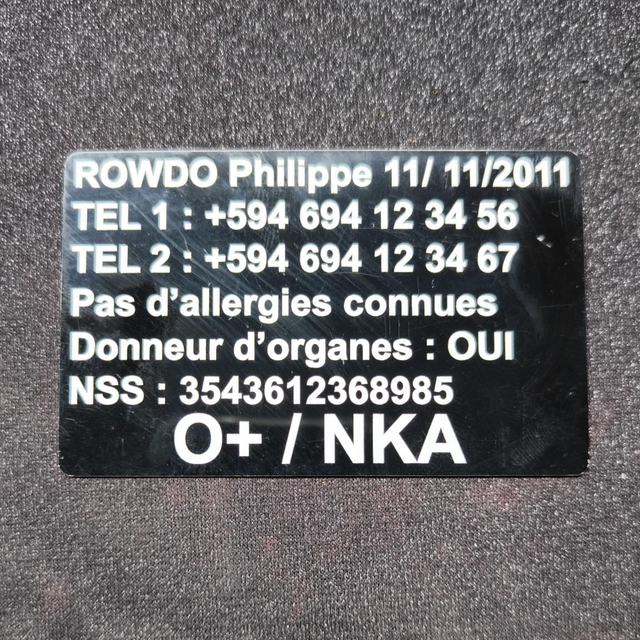 ROWDO Philippe 11/ 11/2011
TEL 1 : +594 694 12 34 56
TEL 2 : +594 694 12 34 67
Pas d’allergies connues
Donneur d’organes : OUI
NSS : 3543612368985
O+ / NKA